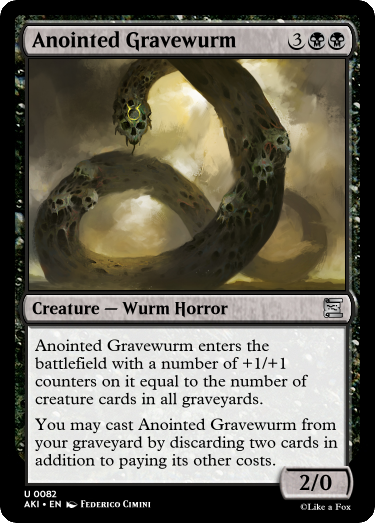 Anointed Gravewurm 3
Creature — Wurm Horror
Anointed Gravewurm enters the
battlefield with a number of +1/+1
counters on it equal to the number of
creature cards in all graveyards.
You may cast Anointed Gravewurm from
your graveyard by discarding two cards in
addition to paying its other costs.
2/0
U 0082
AKI • EN Federico Cimini
©Like a Fox